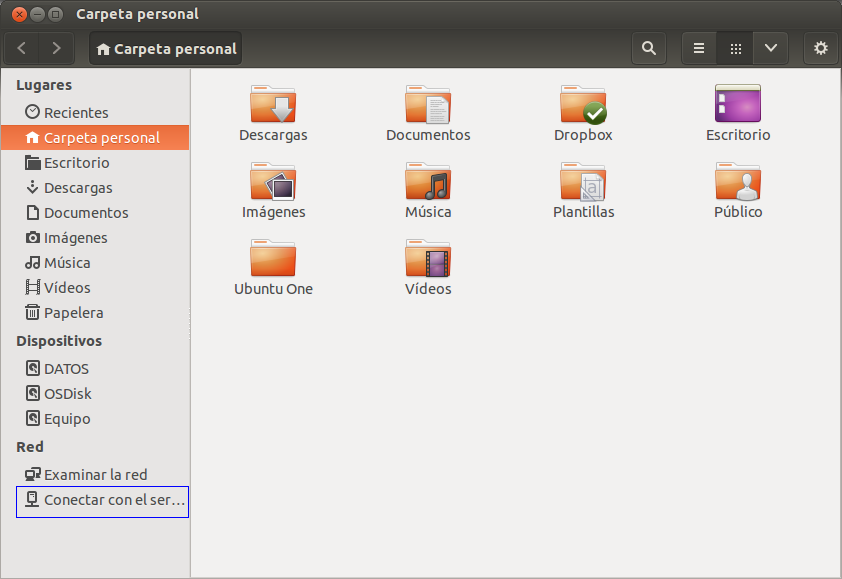 Carpeta personal
Carpeta personal
Lugares
Recientes
Carpeta personal
Escritorio
Descargas
Documentos
Imágenes
Música
Vídeos
Papelera
Dispositivos
DATOS
OSDisk
Equipo
Red
Examinar la red
Conectar con el ser...
Descargas Documentos Dropbox Escritorio
Imágenes Música Plantillas Público
Ubuntu One Vídeos